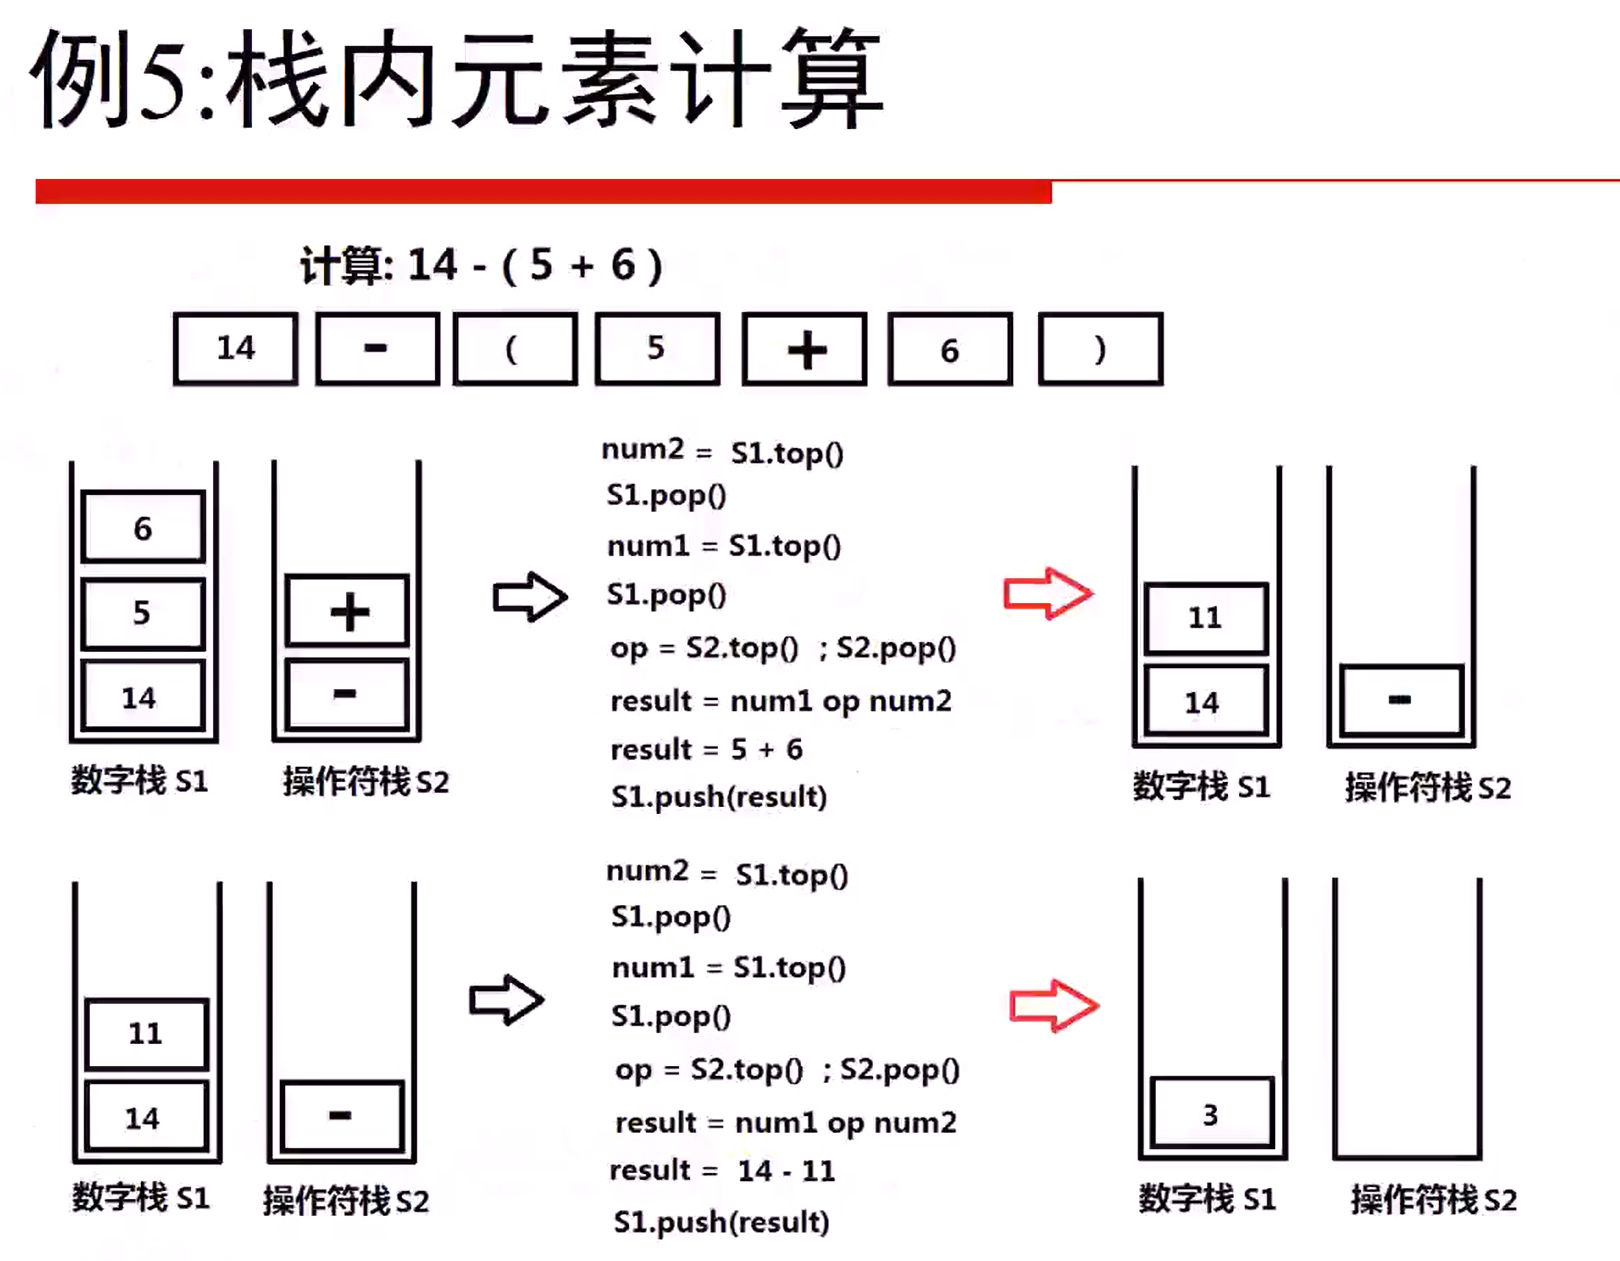 例5:栈内元素计算
计算: 14 - ( 5 + 6 )
14 - ( 5 + 6 )
6
5
14
+
-
数字栈 S1
操作符栈 S2
num2 = S1.top()
S1.pop()
num1 = S1.top()
S1.pop()
op = S2.top() ; S2.pop()
result = num1 op num2
result = 5 + 6
S1.push(result)
11
14
-
数字栈 S1
操作符栈 S2
11
14
-
数字栈 S1
操作符栈 S2
num2 = S1.top()
S1.pop()
num1 = S1.top()
S1.pop()
op = S2.top() ; S2.pop()
result = num1 op num2
result = 14 - 11
S1.push(result)
3
数字栈 S1
操作符栈 S2